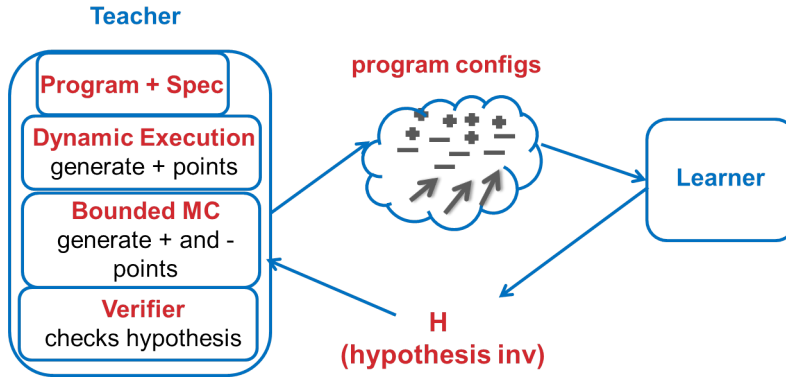 Teacher
Program + Spec
Dynamic Execution
generate + points
Bounded MC
generate + and -
points
Verifier
checks hypothesis
program configs
Learner
H
(hypothesis inv)